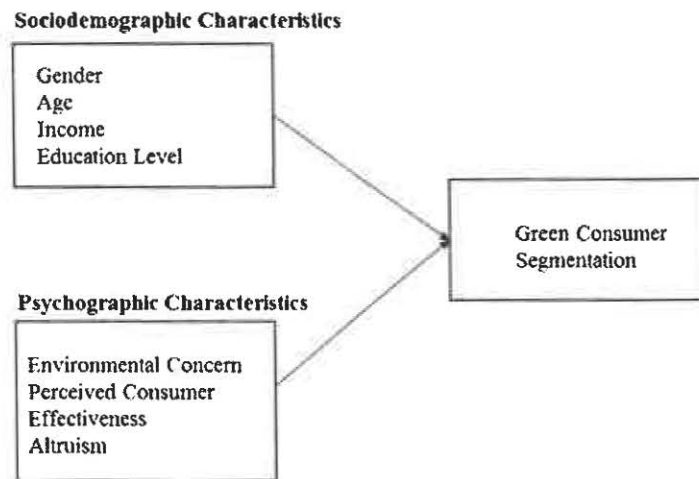 Sociodemographic Characteristics
Gender
Age
Income
Education Level
Green Consumer
Segmentation
Psychographic Characteristics
Environmental Concern
Perceived Consumer
Effectiveness
Altruism